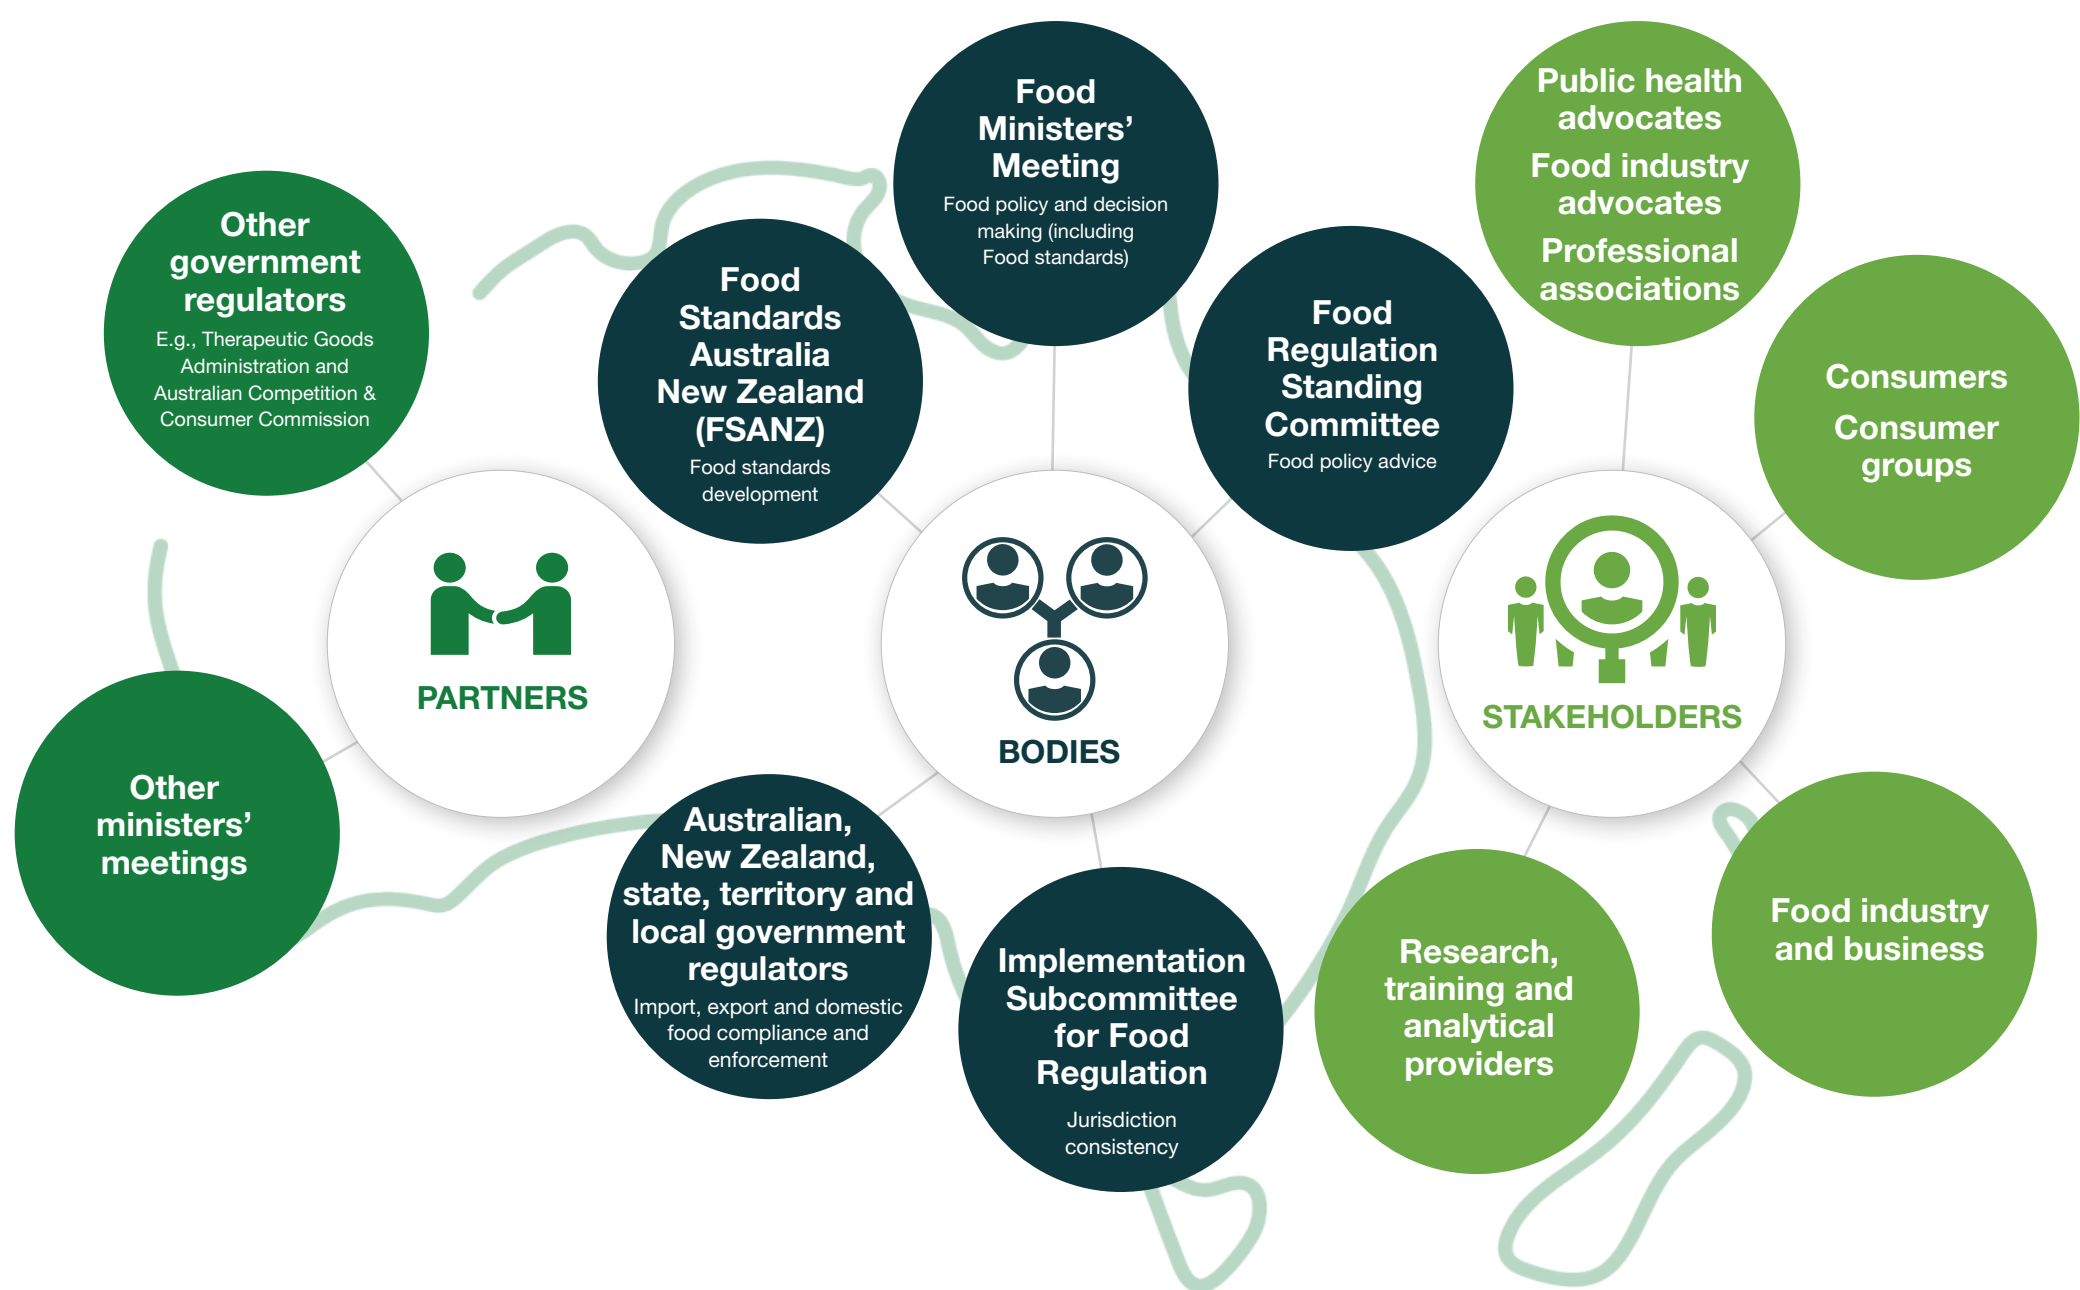 Other
government
regulators
E.g., Therapeutic Goods
Administration and
Australian Competition &
Consumer Commission
PARTNERS
Other
ministers’
meetings
Food
Ministers’
Meeting
Food policy and decision
making (including
Food standards)
Food
Standards
Australia
New Zealand
(FSANZ)
Food standards
development
Food
Regulation
Standing
Committee
Food policy advice
BODIES
Australian,
New Zealand,
state, territory and
local government
regulators
Import, export and domestic
food compliance and
enforcement
Implementation
Subcommittee
for Food
Regulation
Jurisdiction
consistency
Public health
advocates
Food industry
advocates
Professional
associations
Consumers
Consumer
groups
STAKEHOLDERS
Research,
training and
analytical
providers
Food industry
and business